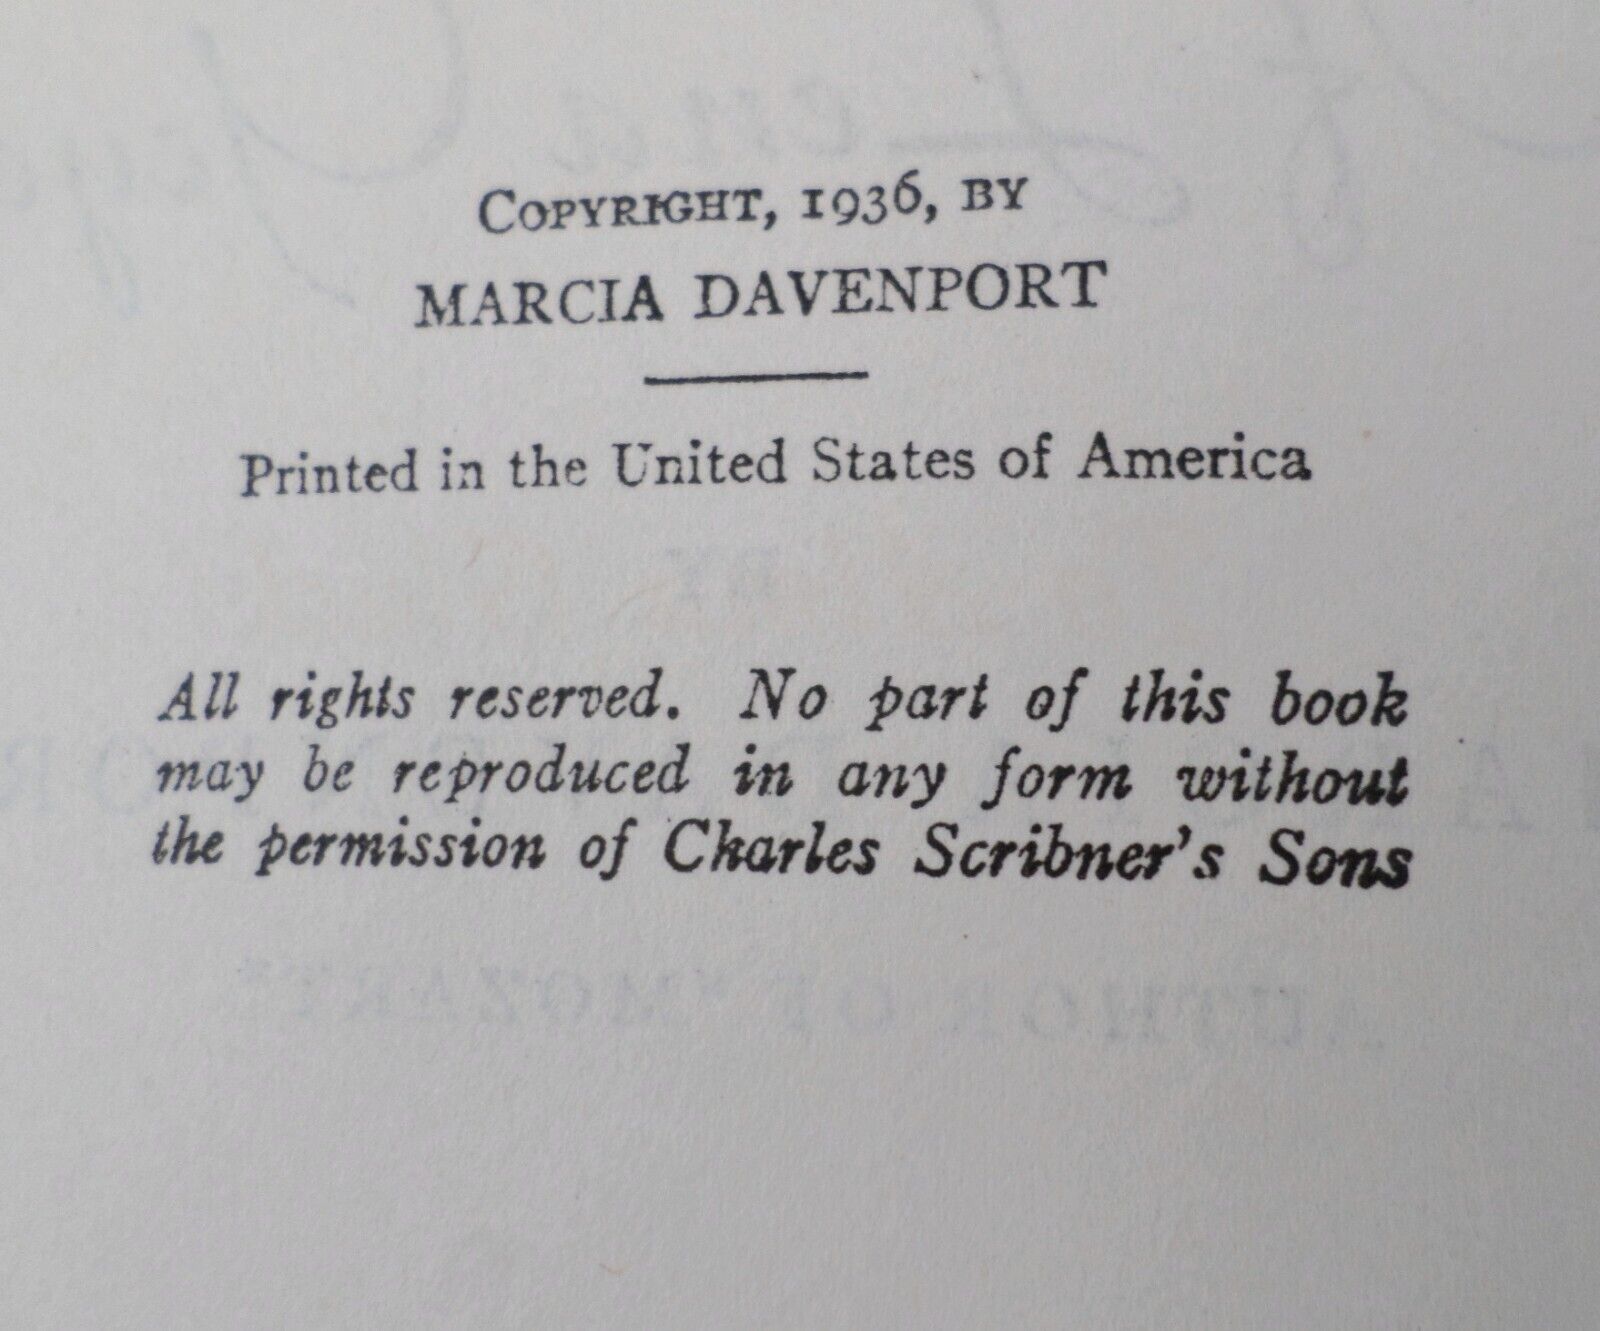 COPYRIGHT, 1936, BY
MARCIA DAVENPORT
Printed in the United States of America
All rights reserved. No part of this book
may be reproduced in any form without
the permission of Charles Scribner's Sons